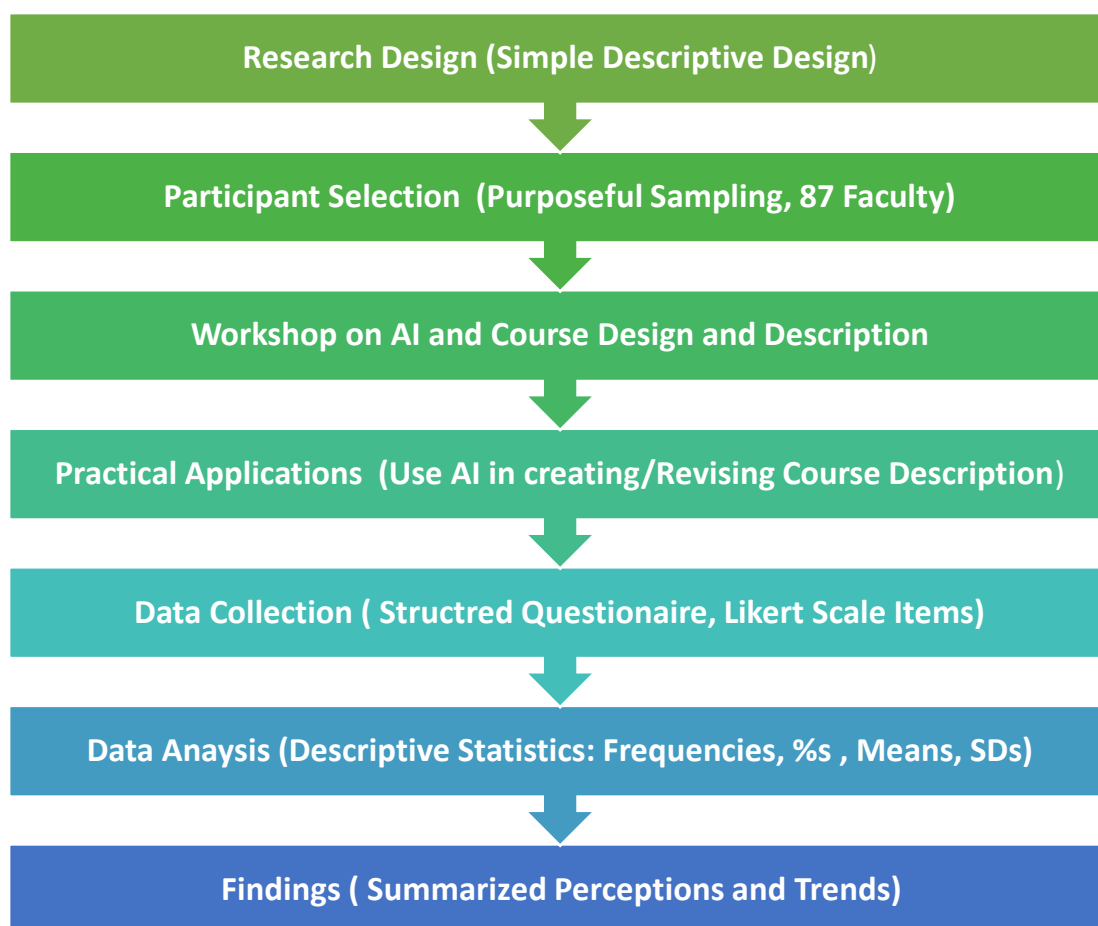 Research Design (Simple Descriptive Design)
Participant Selection (Purposeful Sampling, 87 Faculty)
Workshop on AI and Course Design and Description
Practical Applications (Use AI in creating/Revising Course Description)
Data Collection ( Structred Questionaire, Likert Scale Items)
Data Anaysis (Descriptive Statistics: Frequencies, %s , Means, SDs)
Findings ( Summarized Perceptions and Trends)